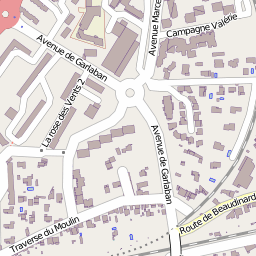 Avenue Marce
Campagne Valérie
Avenue de Garlaban
La rose des Vents 2
Avenue de Garlaban
Traverse du Moulin
Route de Beaudinard